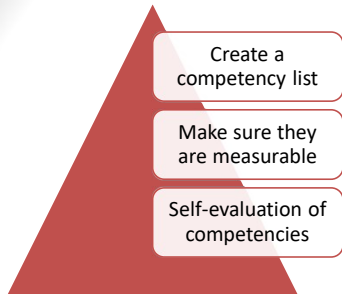 Create a
competency list
Make sure they
are measurable
Self-evaluation of
competencies